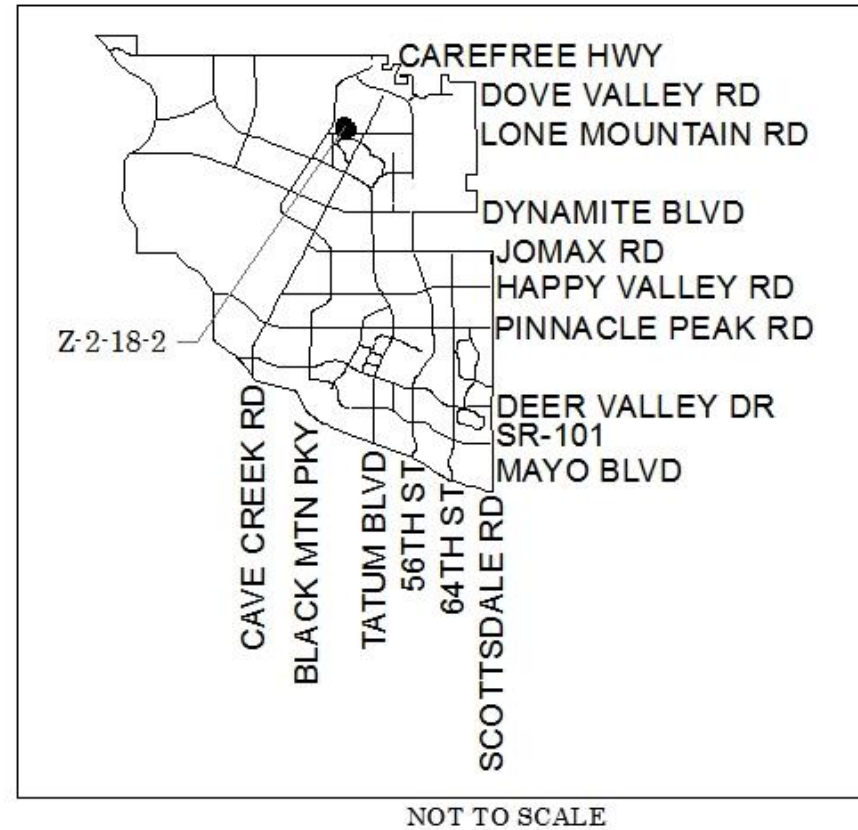 CAREFREE HWY
DOVE VALLEY RD
LONE MOUNTAIN RD
DYNAMITE BLVD
JOMAX RD
HAPPY VALLEY RD
PINNACLE PEAK RD
Z-2-18-2
DEER VALLEY DR
SR-101
MAYO BLVD
CAVE CREEK RD
BLACK MTN PKY
TATUM BLVD
56TH ST
64TH ST
SCOTTSDALE RD
NOT TO SCALE